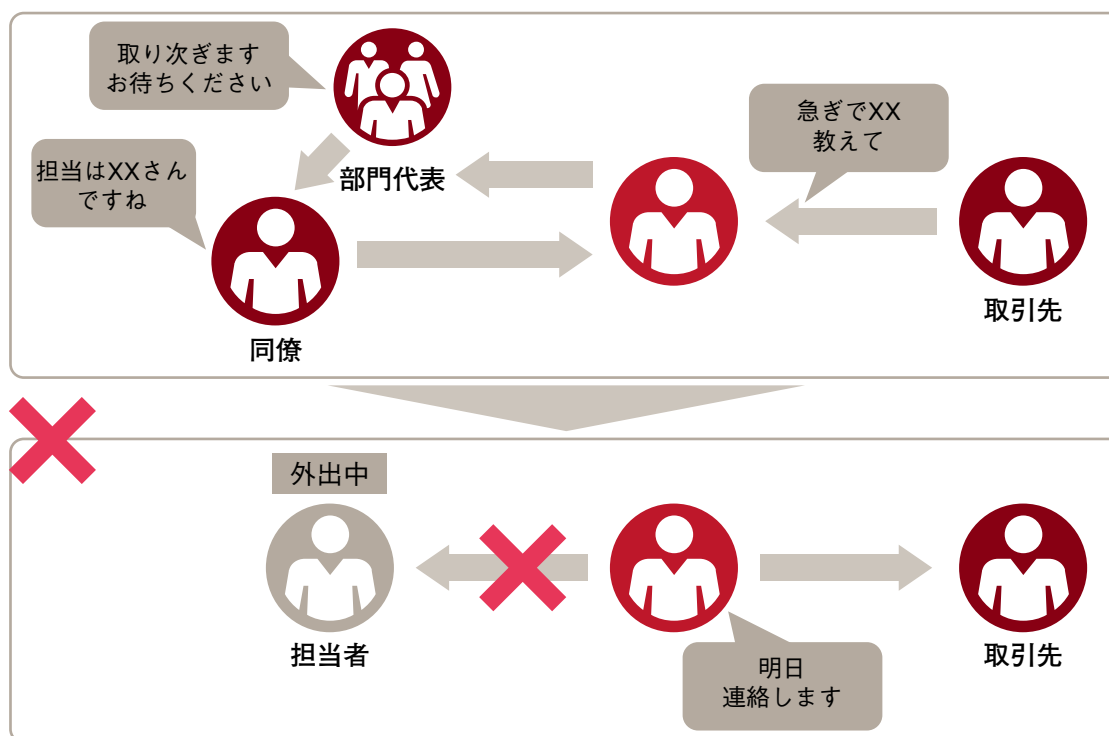 取り次ぎます
お待ちください
急ぎでXX
教えて
担当はXXさん
ですね
部門代表
取引先
同僚
外出中
担当者
取引先
明日
連絡します